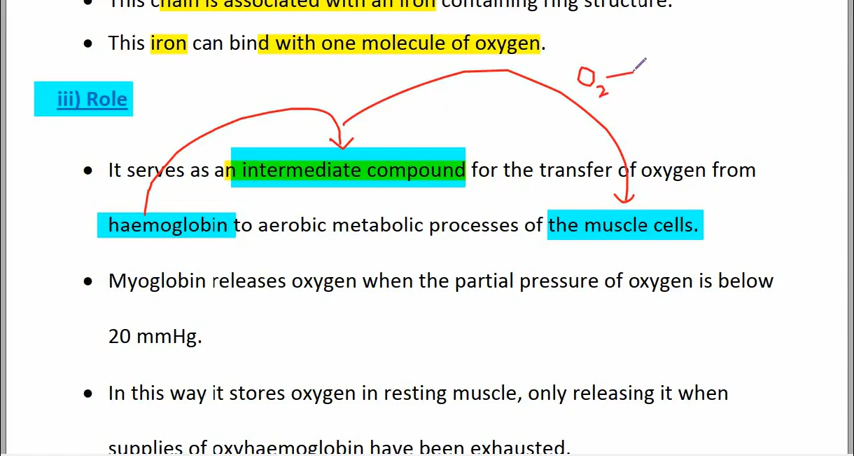 This chain is associated with an iron containing ring structure.
This iron can bind with one molecule of oxygen.
O2
iii) Role
It serves as an intermediate compound for the transfer of oxygen from
haemoglobin to aerobic metabolic processes of the muscle cells.
Myoglobin releases oxygen when the partial pressure of oxygen is below
20 mmHg.
In this way it stores oxygen in resting muscle, only releasing it when
supplies of oxyhaemoglobin have been exhausted.